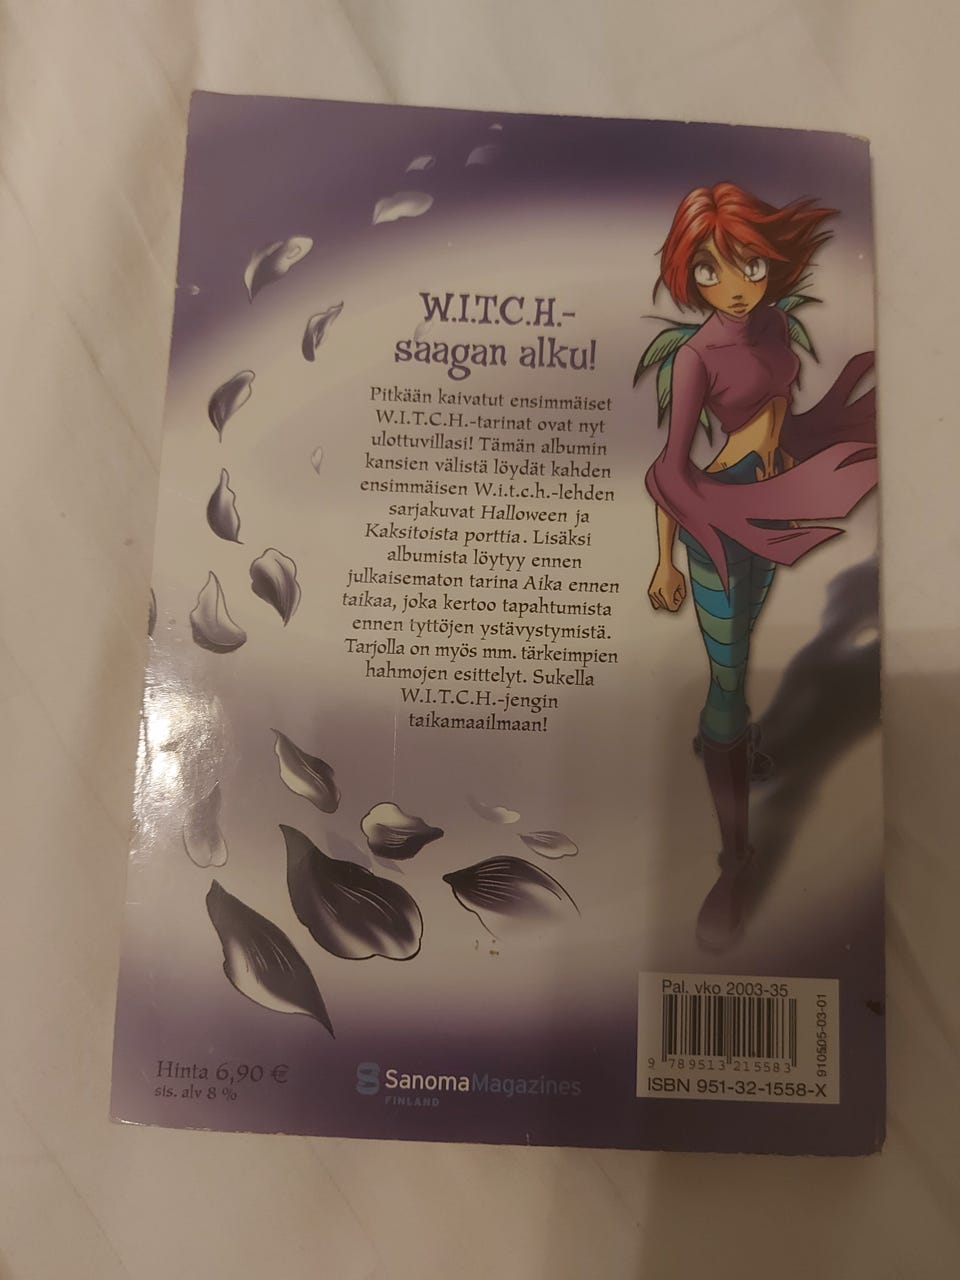 W.I.T.C.H.-
saagan alku!
Pitkään kaivatut ensimmäiset
W.I.T.C.H.-tarinat ovat nyt
ulottuvillasi! Tämän albumin
kansien välistä löydät kahden
ensimmäisen W.i.t.c.h.-lehden
sarjakuvat Halloween ja
Kaksitoista porttia. Lisäksi
albumista löytyy ennen
julkaisematon tarina Aika ennen
taikaa, joka kertoo tapahtumista
ennen tyttöjen ystävystymistä.
Tarjolla on myös mm. tärkeimpien
hahmojen esittelyt. Sukella
W.I.T.C.H.-jengin
taikamaailmaan!
Hinta 6,90 €
sis. alv 8 %
SanomaMagazines
FINLAND
Pal. vko 2003-35
9 789513 215583
ISBN 951-32-1558-X
910505-03-01